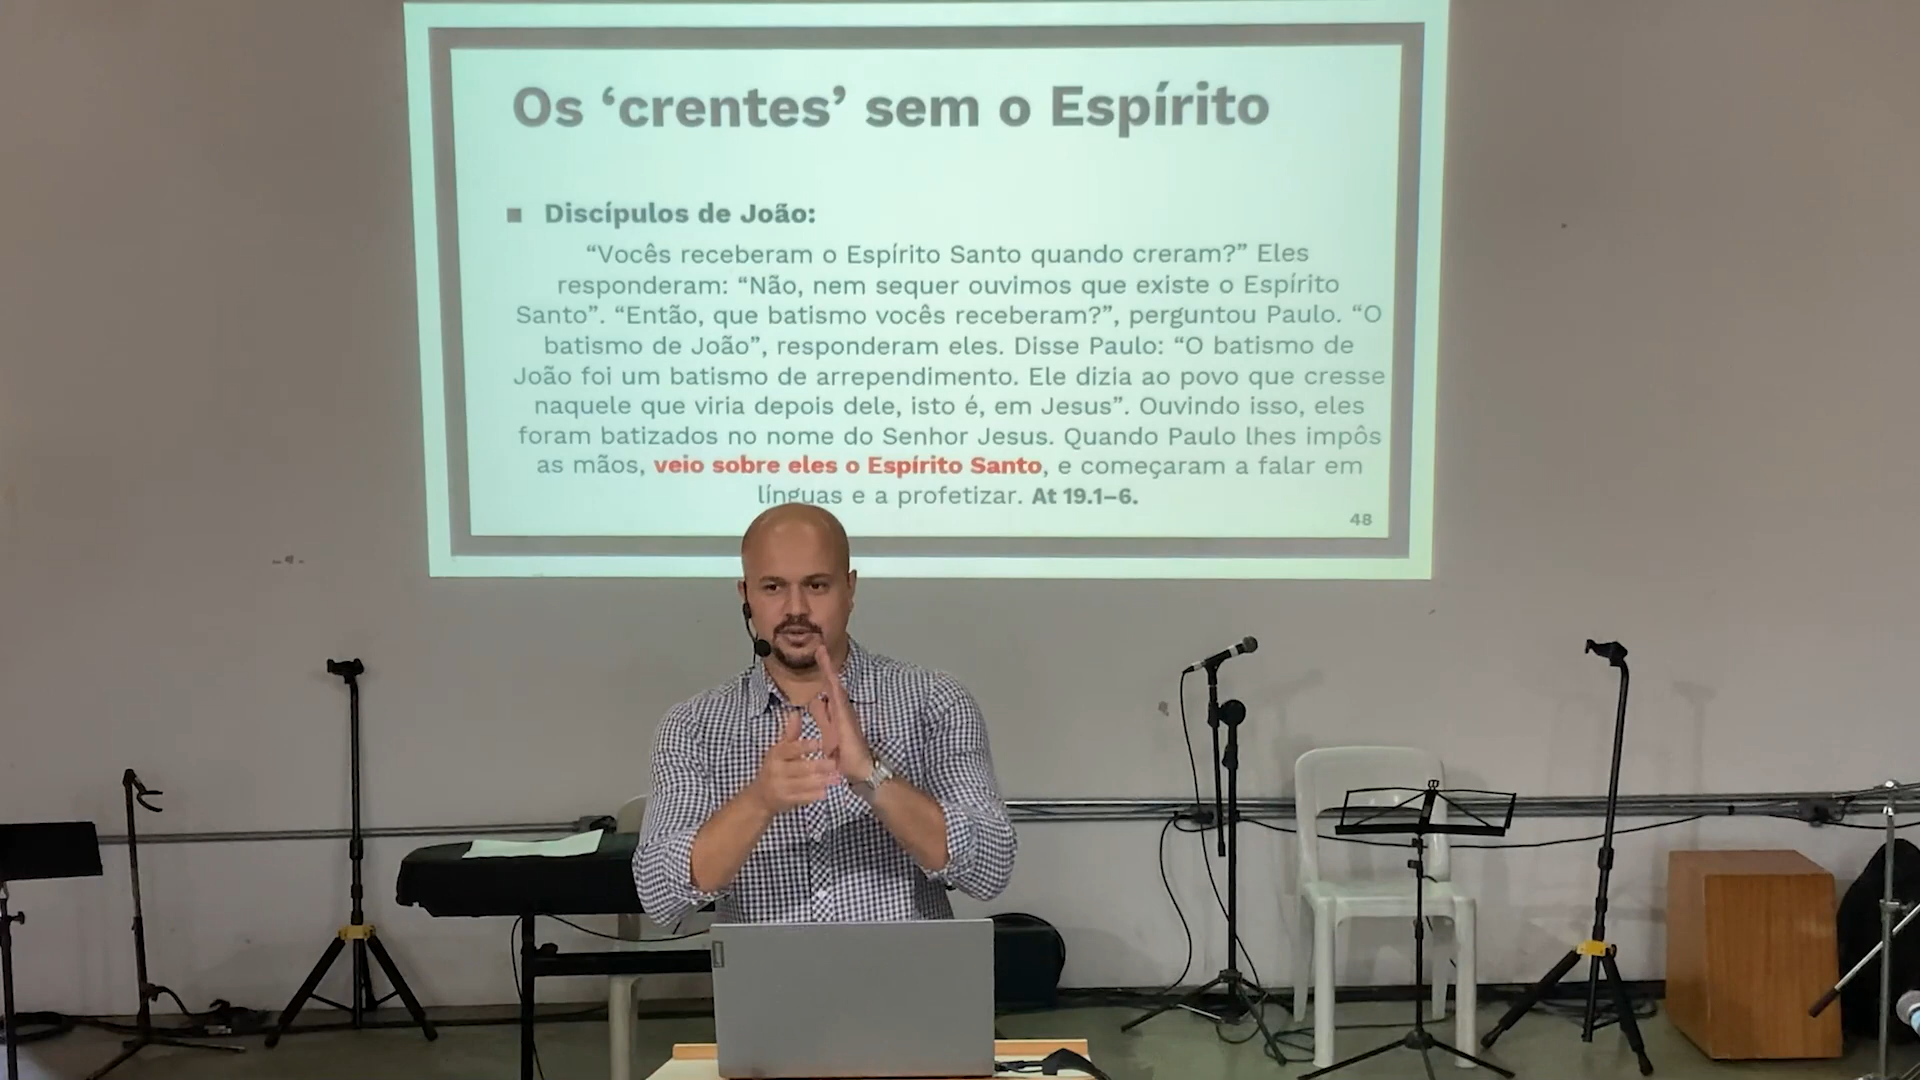 Os ‘crentes’ sem o Espírito
■ Discípulos de João:
“Vocês receberam o Espírito Santo quando creram?” Eles
responderam: “Não, nem sequer ouvimos que existe o Espírito
Santo”. “Então, que batismo vocês receberam?”, perguntou Paulo. “O
batismo de João”, responderam eles. Disse Paulo: “O batismo de
João foi um batismo de arrependimento. Ele dizia ao povo que cresse
naquele que viria depois dele, isto é, em Jesus”. Ouvindo isso, eles
foram batizados no nome do Senhor Jesus. Quando Paulo lhes impôs
as mãos, veio sobre eles o Espírito Santo, e começaram a falar em
línguas e a profetizar. At 19.1–6.
48